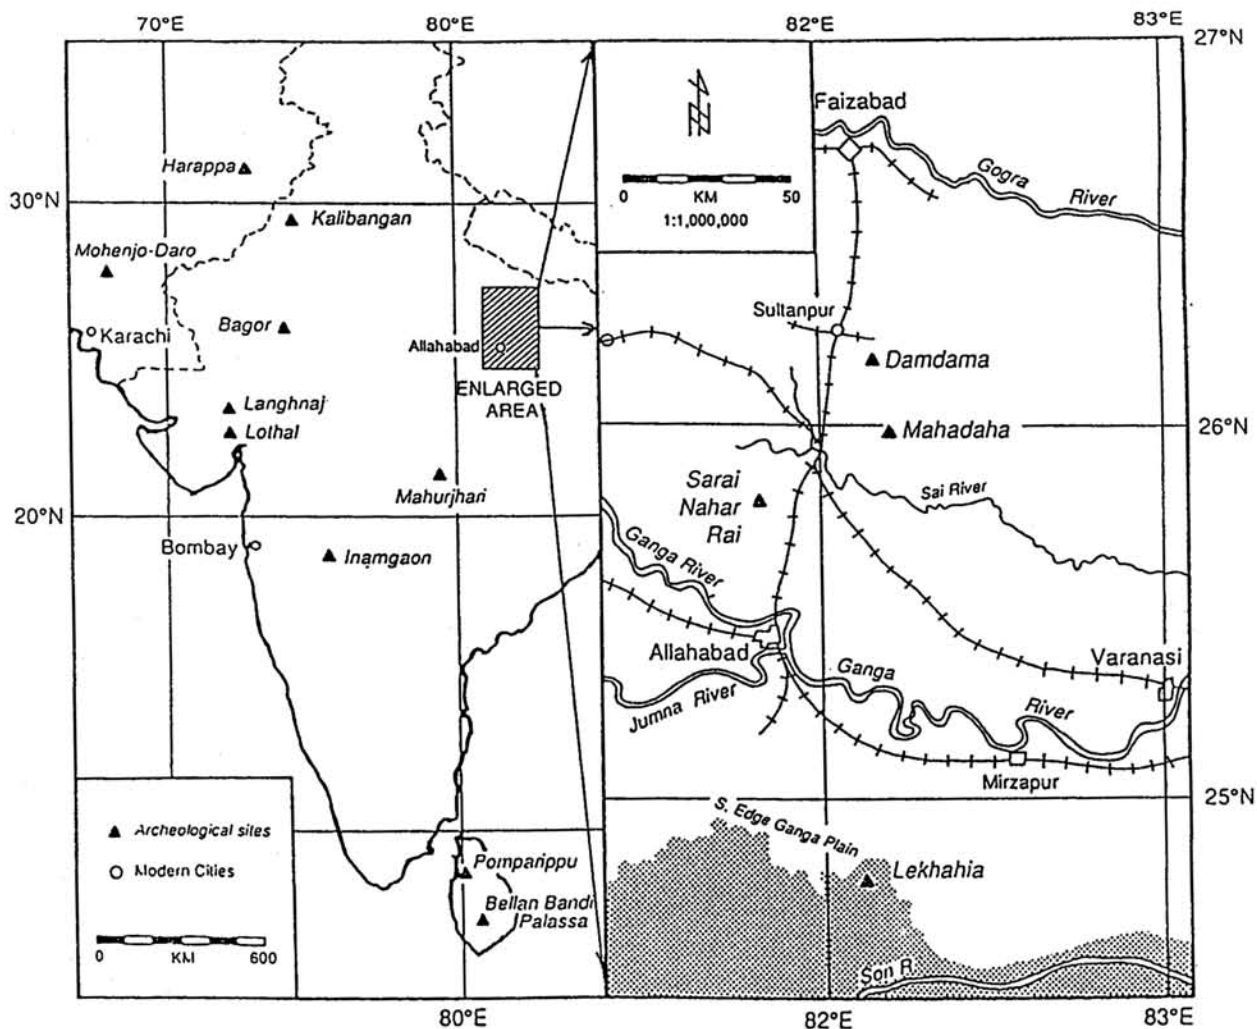 70°E
80°E
82°E
83°E
27°N
Faizabad
Gogra
River
0
KM
50
1:1,000,000
Harappa
30°N
Kalibangan
Mohenjo-Daro
Karachi
Bagor
Allahabad
ENLARGED
AREA
Sultanpur
Damdama
Langhnaj
Lothal
Mahadaha
26°N
Mahurjhari
Sarai
Nahar
Rai
Sai River
20°N
Bombay
Inamgaon
Ganga River
Allahabad
Jumna River
Ganga
River
Varanasi
Mirzapur
25°N
Archeological sites
Modern Cities
0
KM
600
Pomparippu
Bellan Bandi
Palassa
S. Edge Ganga Plain
Lekhahia
Son R.
80°E
82°E
83°E